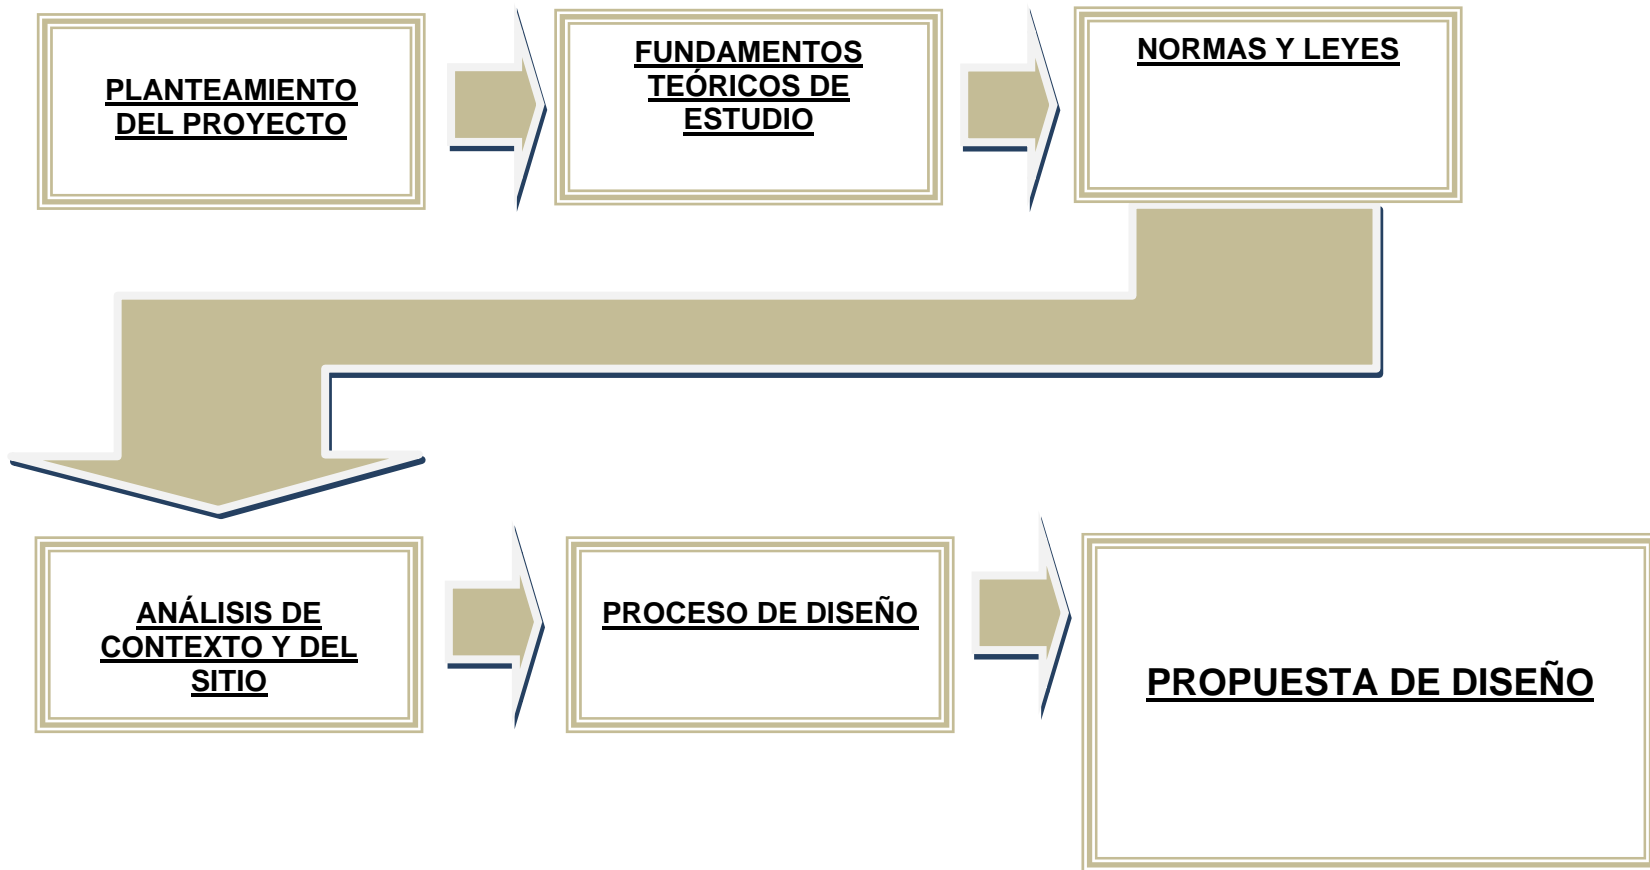 PLANTEAMIENTO
DEL PROYECTO
FUNDAMENTOS
TEÓRICOS DE
ESTUDIO
NORMAS Y LEYES
ANÁLISIS DE
CONTEXTO Y DEL
SITIO
PROCESO DE DISEÑO
PROPUESTA DE DISEÑO